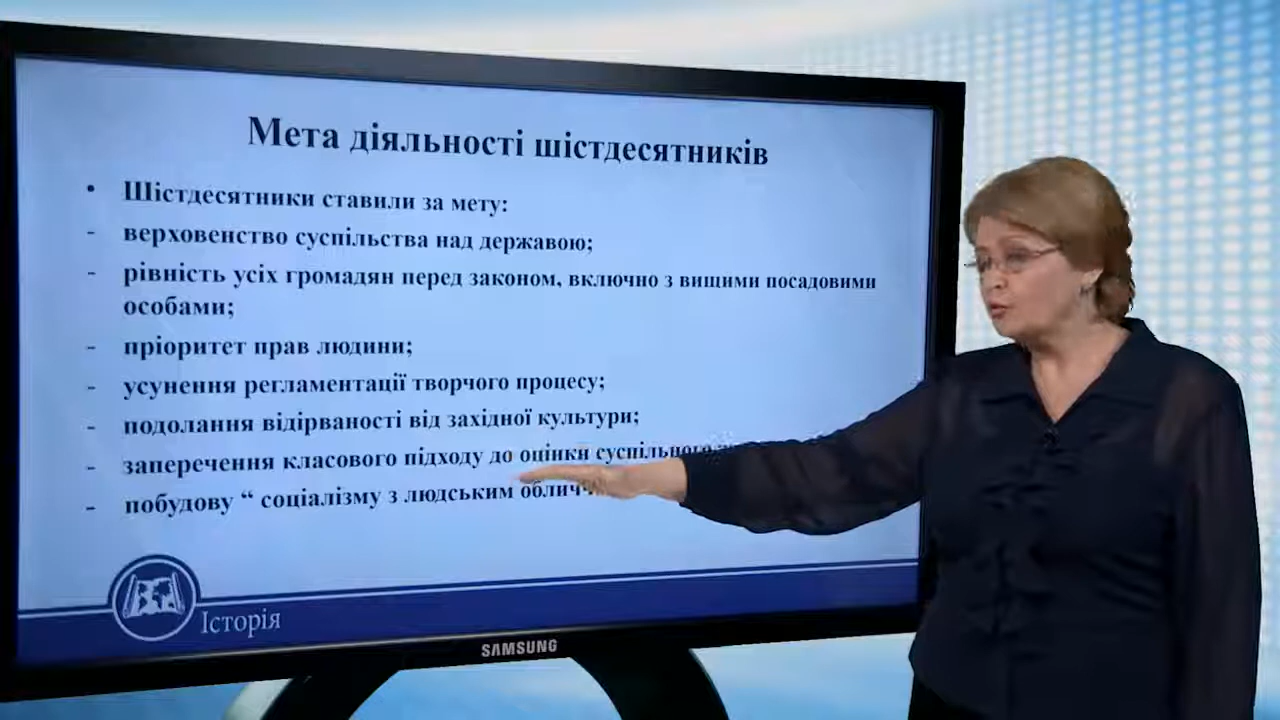 Мета діяльності шістдесятників
• Шістдесятники ставили за мету:
- верховенство суспільства над державою;
- рівність усіх громадян перед законом, включно з вищими посадовими
особами;
- пріоритет прав людини;
- усунення регламентації творчого процесу;
- подолання відірваності від західної культури;
- заперечення класового підходу до оцінки суспільного
- побудову “ соціалізму з людським
Історія
SAMSUNG